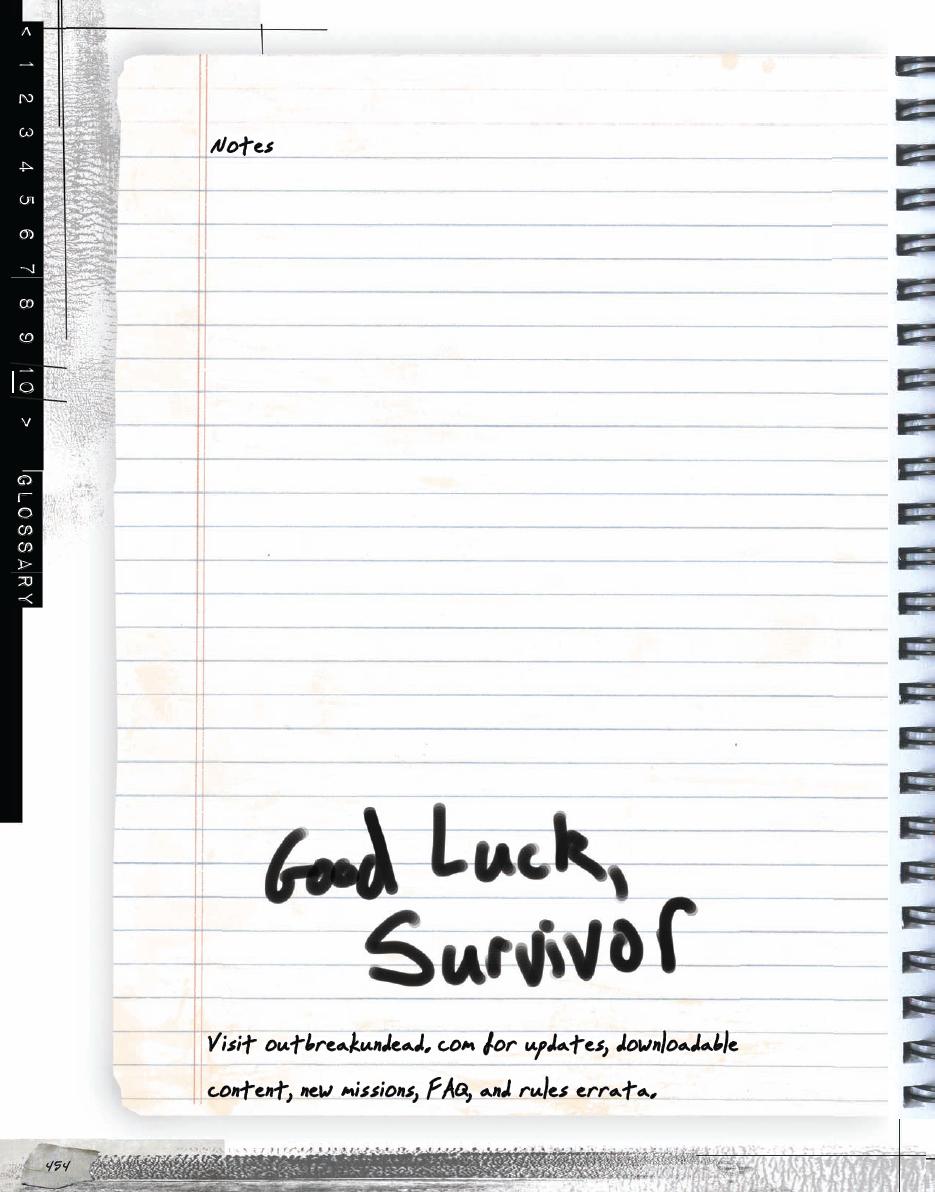 <
1
2
3
4
5
6
7
8
9
10
>
GLOSSARY
Notes
Good Luck,
Survivor
Visit outbreakundead.com for updates, downloadable
content, new missions, FAQ, and rules errata.
454